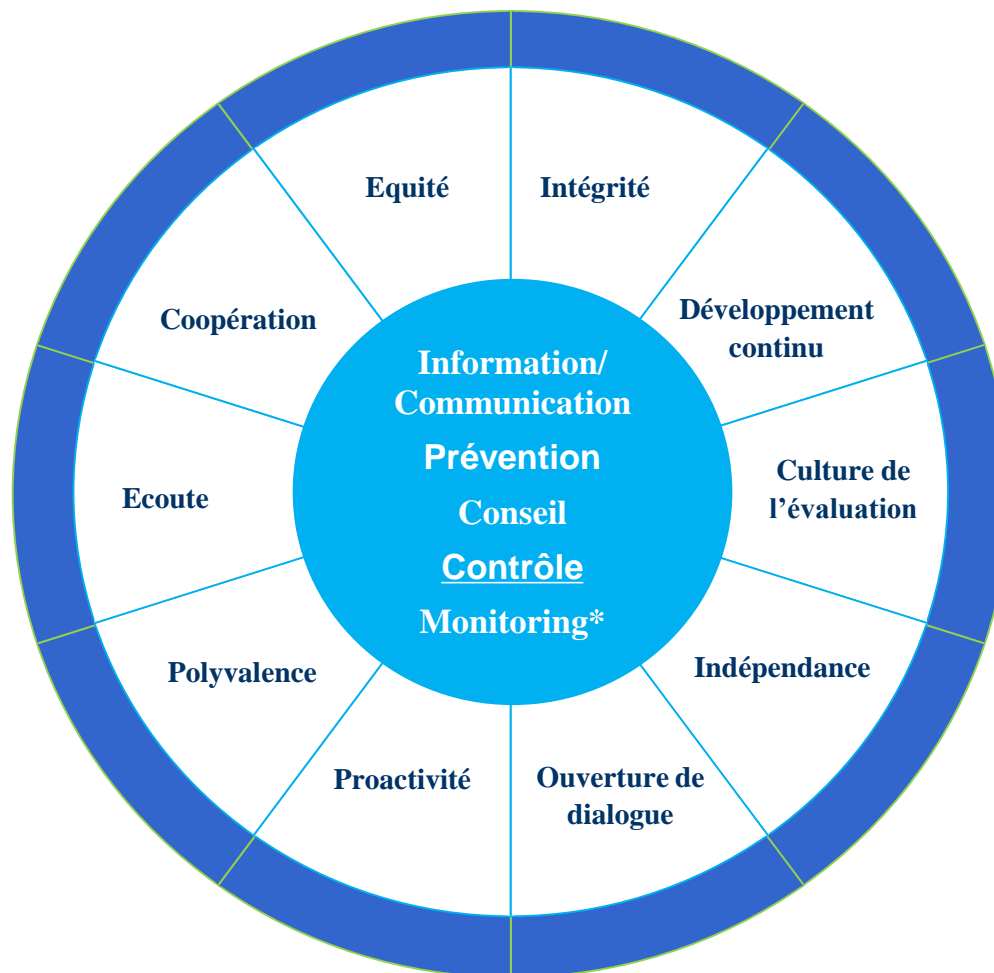 Equité
Intégrité
Coopération
Développement
continu
Information/
Communication
Prévention
Conseil
Contrôle
Monitoring*
Ecoute
Culture de
l’évaluation
Polyvalence
Indépendance
Proactivité
Ouverture de
dialogue